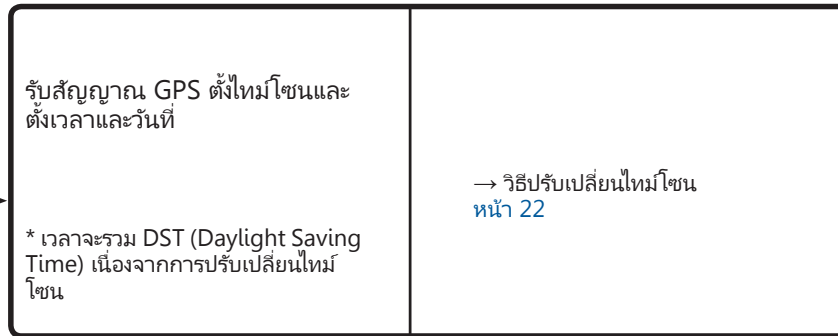 รับสัญญาณ GPS ตั้งไทม์โซนและ
ตั้งเวลาและวันที่
* เวลาจะรวม DST (Daylight Saving
Time) เนื่องจากการปรับเปลี่ยนไทม์
โซน
→ วิธีปรับเปลี่ยนไทม์โซน
หน้า 22